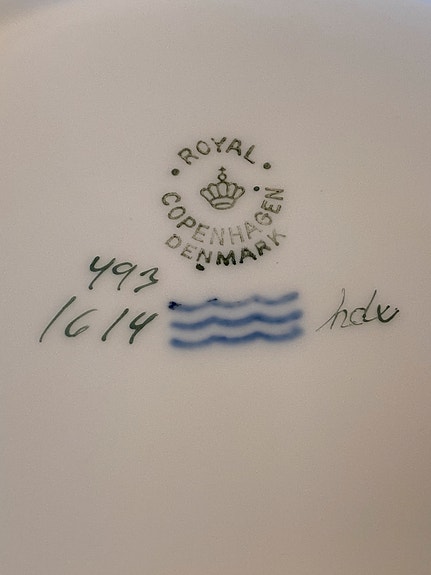 ROYAL
COPENHAGEN
DENMARK
493
1614
hdx